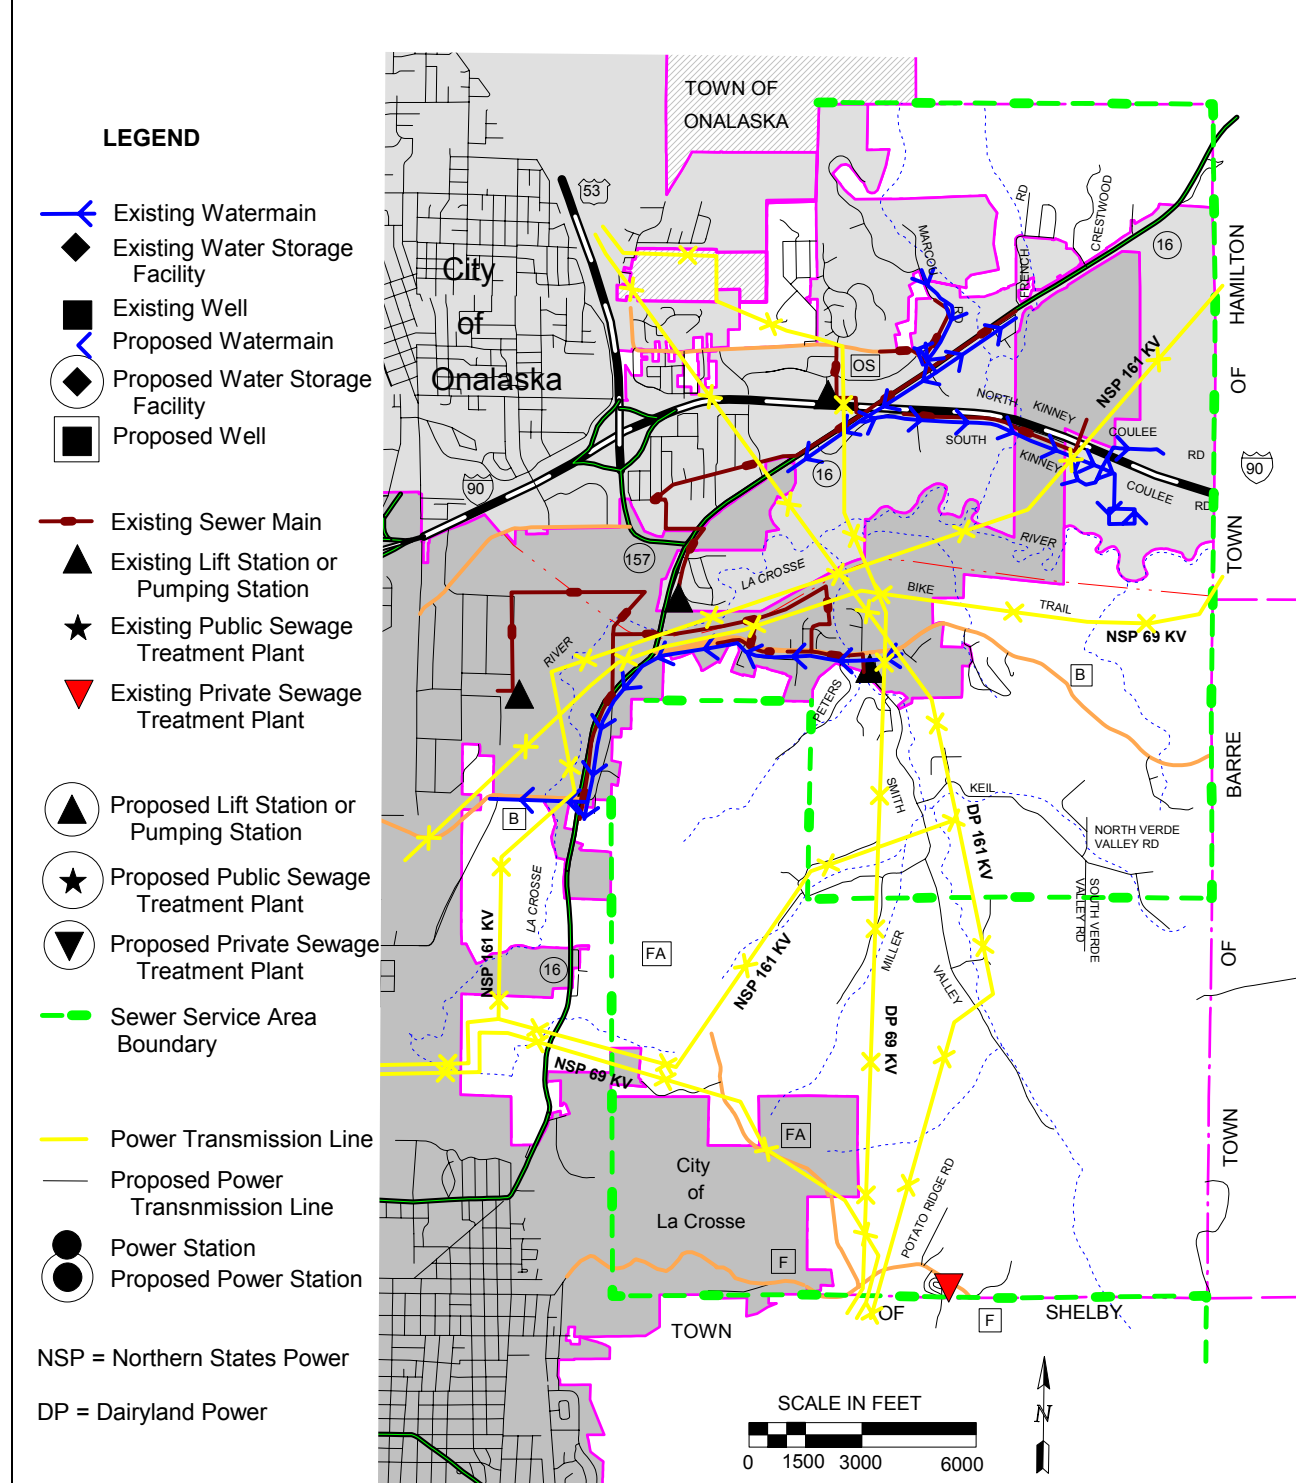 LEGEND
Existing Watermain
Existing Water Storage
Facility
Existing Well
Proposed Watermain
Proposed Water Storage
Facility
Proposed Well
Existing Sewer Main
Existing Lift Station or
Pumping Station
Existing Public Sewage
Treatment Plant
Existing Private Sewage
Treatment Plant
Proposed Lift Station or
Pumping Station
Proposed Public Sewage
Treatment Plant
Proposed Private Sewage
Treatment Plant
Sewer Service Area
Boundary
Power Transmission Line
Proposed Power
Transnmission Line
Power Station
Proposed Power Station
NSP = Northern States Power
DP = Dairyland Power
TOWN OF
ONALASKA
53
City
of
Onalaska
MARCOU
RD
FRENCH
RD
CRESTWOOD
16
HAMILTON
OF
TOWN
NSP 161 KV
OS
NORTH KINNEY
COULEE
RD
SOUTH
KINNEY
COULEE
RD
90
90
16
157
LA CROSSE
RIVER
BIKE
TRAIL
NSP 69 KV
RIVER
B
PETERS
SMITH
KEIL
DP 161 KV
NORTH VERDE
VALLEY RD
SOUTH VERDE
VALLEY RD
BARRE
OF
TOWN
B
LA CROSSE
NSP 161 KV
16
FA
NSP 161 KV
MILLER
VALLEY
DP 69 KV
NSP 69 KV
FA
City
of
La Crosse
POTATO RIDGE RD
F
F
TOWN
OF
SHELBY
SCALE IN FEET
0 1500 3000 6000
N